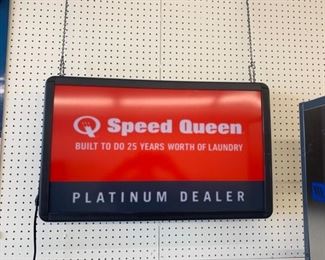 Speed Queen
BUILT TO DO 25 YEARS WORTH OF LAUNDRY
PLATINUM DEALER